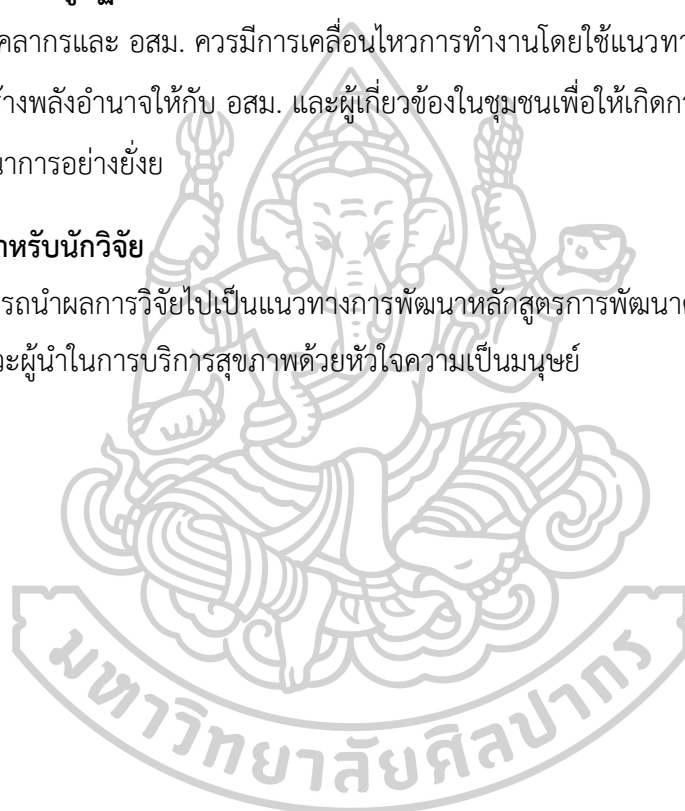 คลากรและ อสม. ควรมีการเคลื่อนไหวการทำงานโดยใช้แนวทา
ร้างพลังอำนาจให้กับ อสม. และผู้เกี่ยวข้องในชุมชนเพื่อให้เกิดกา
นาการอย่างยั่งย
าหรับนักวิจัย
รถนำผลการวิจัยไปเป็นแนวทางการพัฒนาหลักสูตรการพัฒนา
วะผู้นำในการบริการสุขภาพด้วยหัวใจความเป็นมนุษย์
มหาวิทยาลัยศิลปากร